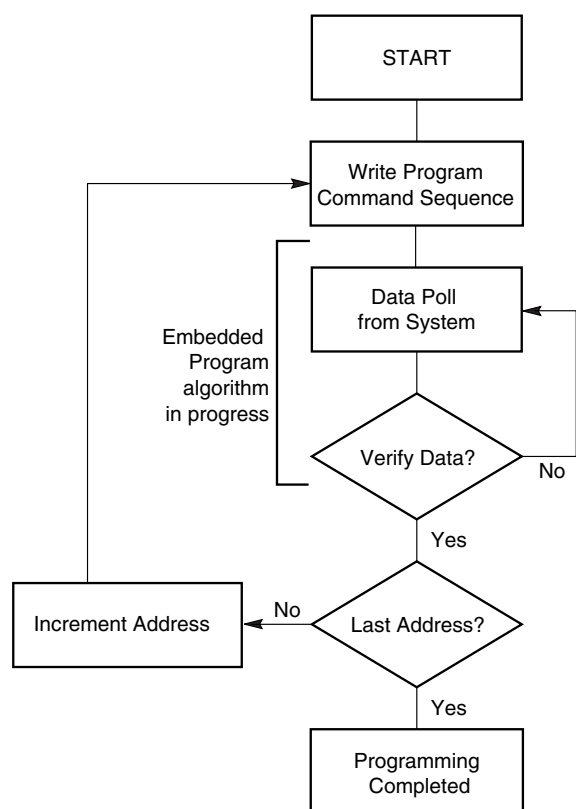 START
Write Program
Command Sequence
Data Poll
from System
Embedded
Program
algorithm
in progress
Verify Data?
No
Yes
No
Increment Address
Last Address?
Yes
Programming
Completed